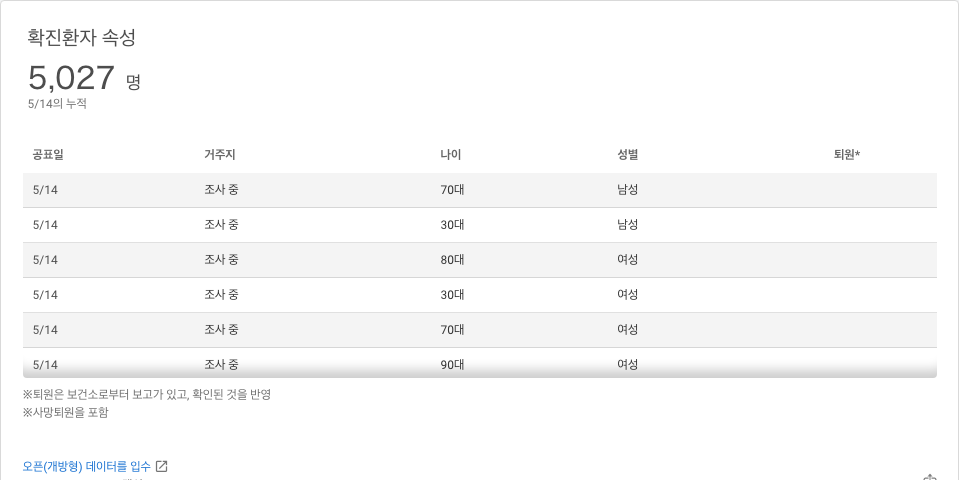 확진환자 속성
5,027 명
5/14의 누적
공표일 거주지 나이 성별 퇴원*
5/14 조사 중 70대 남성
5/14 조사 중 30대 남성
5/14 조사 중 80대 여성
5/14 조사 중 30대 여성
5/14 조사 중 70대 여성
5/14 조사 중 90대 여성
※퇴원은 보건소로부터 보고가 있고, 확인된 것을 반영
※사망퇴원을 포함
오픈(개방형) 데이터를 입수